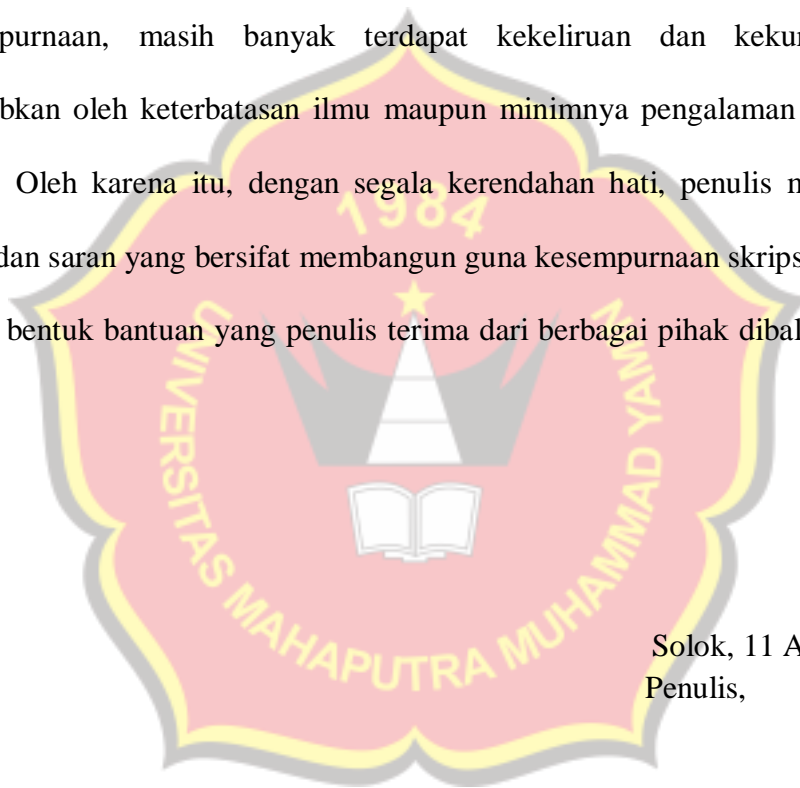 purnaan, masih banyak terdapat kekeliruan dan keku
bkan oleh keterbatasan ilmu maupun minimnya pengalaman
Oleh karena itu, dengan segala kerendahan hati, penulis
dan saran yang bersifat membangun guna kesempurnaan skrips
bentuk bantuan yang penulis terima dari berbagai pihak dibal
1984
UNIVERSITAS MAHAPUTRA MUHAMMAD YAMIN
Solok, 11 A
Penulis,